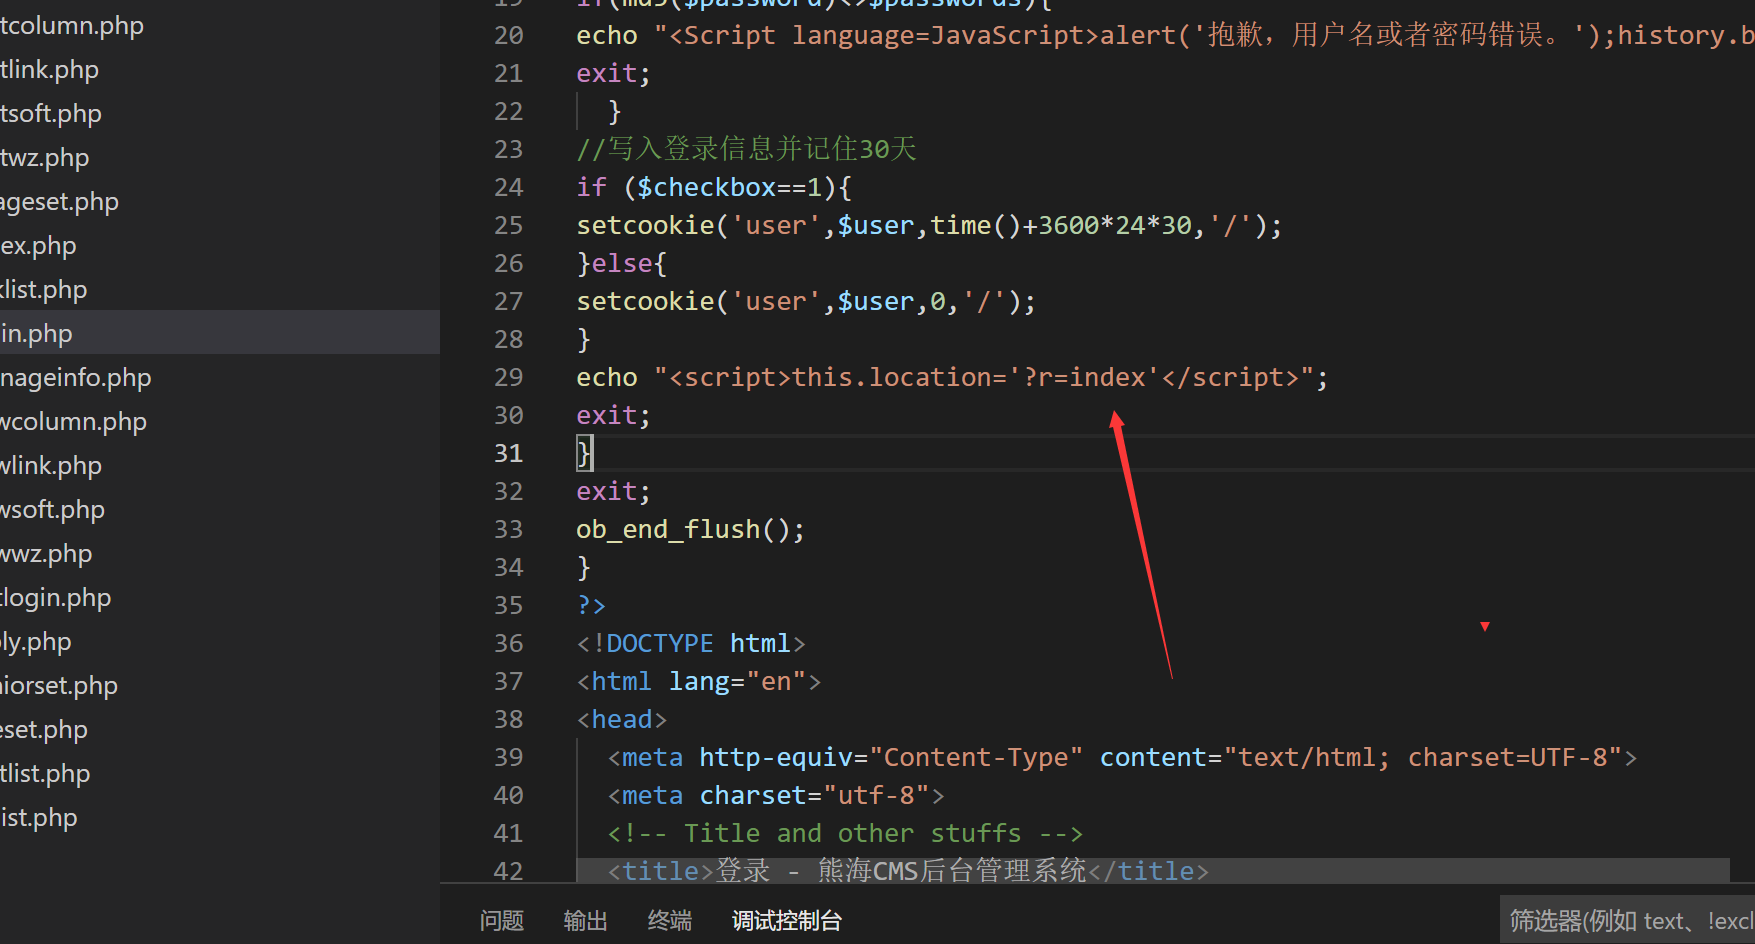 tcolumn.php
tlink.php
tsoft.php
twz.php
ageset.php
ex.php
klist.php
in.php
nageinfo.php
wcolumn.php
wlink.php
wsoft.php
wwz.php
tlogin.php
ly.php
niorset.php
eset.php
tlist.php
ist.php
19 if(md5($password)<>$passwords){
20 echo "<Script language=JavaScript>alert('抱歉，用户名或者密码错误。');history.b
21 exit;
22 }
23 //写入登录信息并记住30天
24 if ($checkbox==1){
25 setcookie('user',$user,time()+3600*24*30,'/');
26 }else{
27 setcookie('user',$user,0,'/');
28 }
29 echo "<script>this.location='?r=index'</script>";
30 exit;
31 }
32 exit;
33 ob_end_flush();
34 }
35 ?>
36 <!DOCTYPE html>
37 <html lang="en">
38 <head>
39 <meta http-equiv="Content-Type" content="text/html; charset=UTF-8">
40 <meta charset="utf-8">
41 <!-- Title and other stuffs -->
42 <title>登录 - 熊海CMS后台管理系统</title>
问题 输出 终端 调试控制台
筛选器(例如 text、!excl